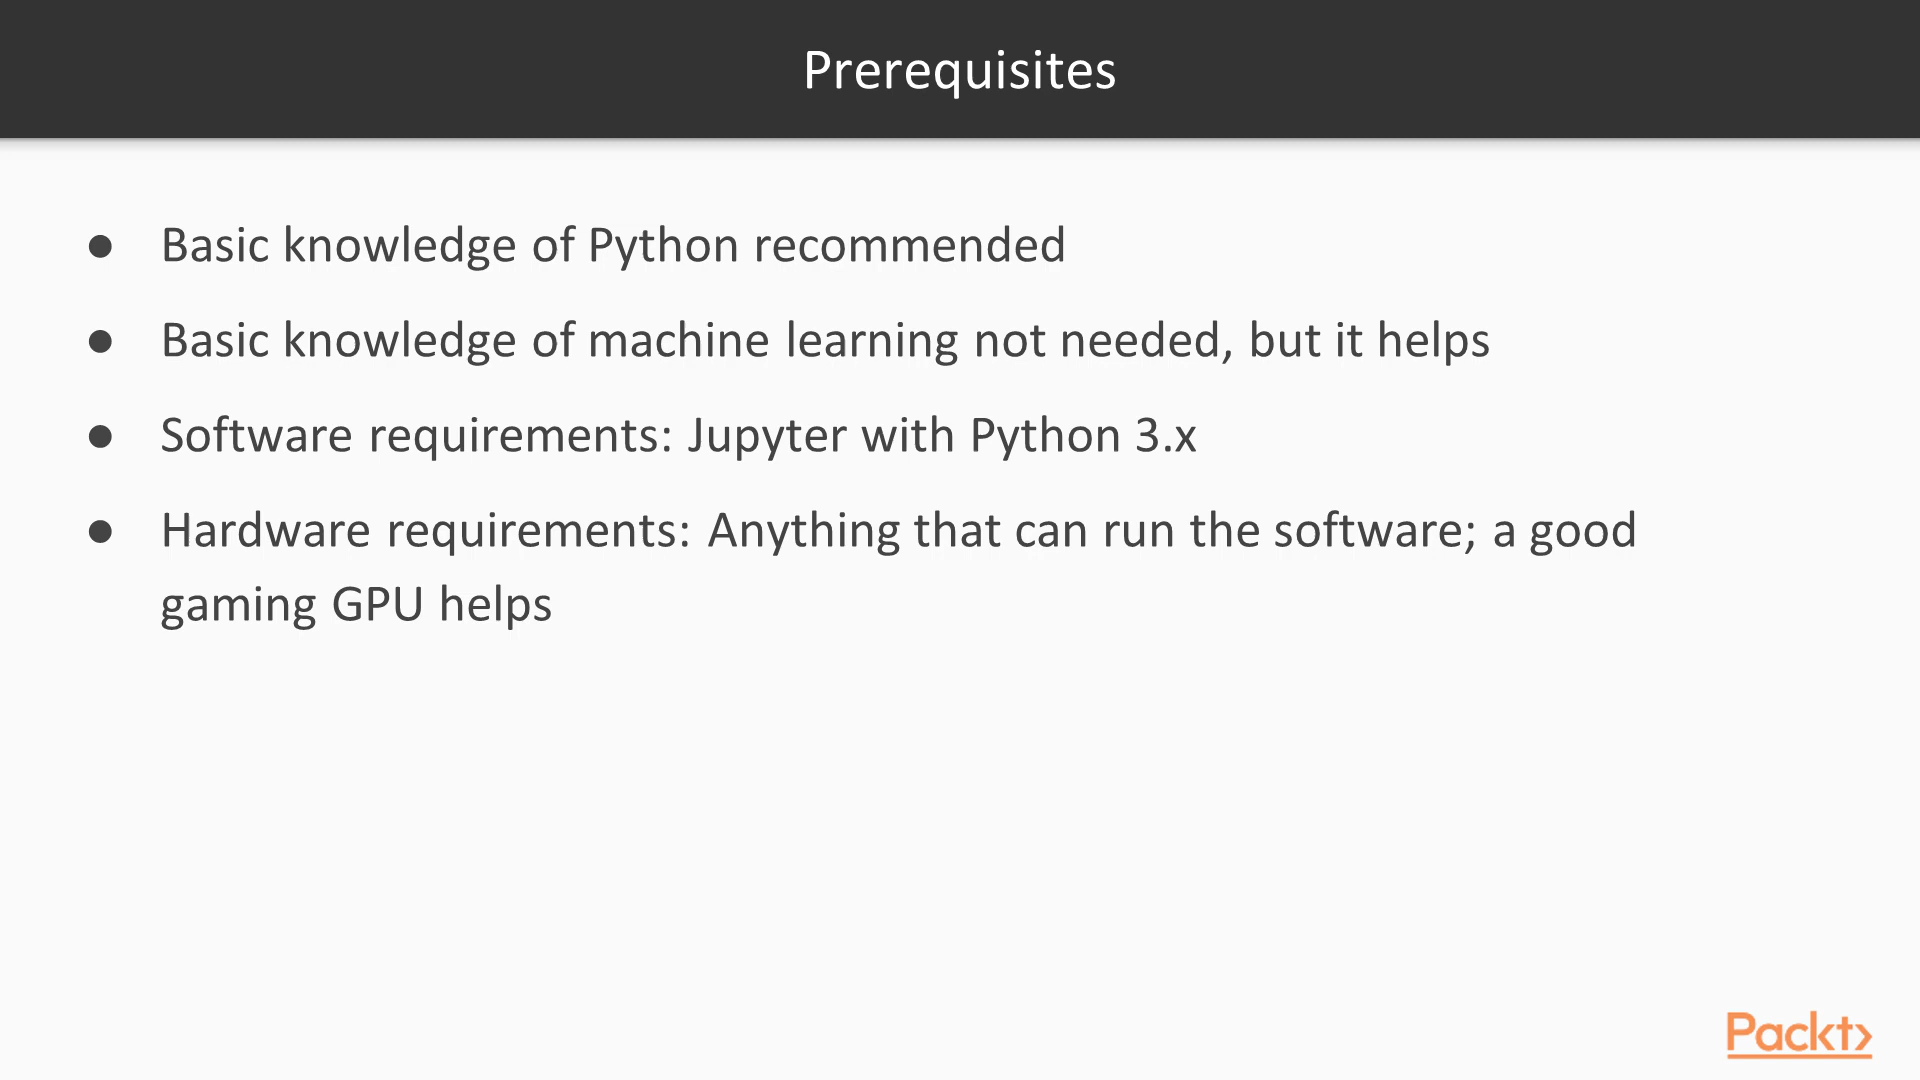 Prerequisites
● Basic knowledge of Python recommended
● Basic knowledge of machine learning not needed, but it helps
● Software requirements: Jupyter with Python 3.x
● Hardware requirements: Anything that can run the software; a good
gaming GPU helps
Packt>